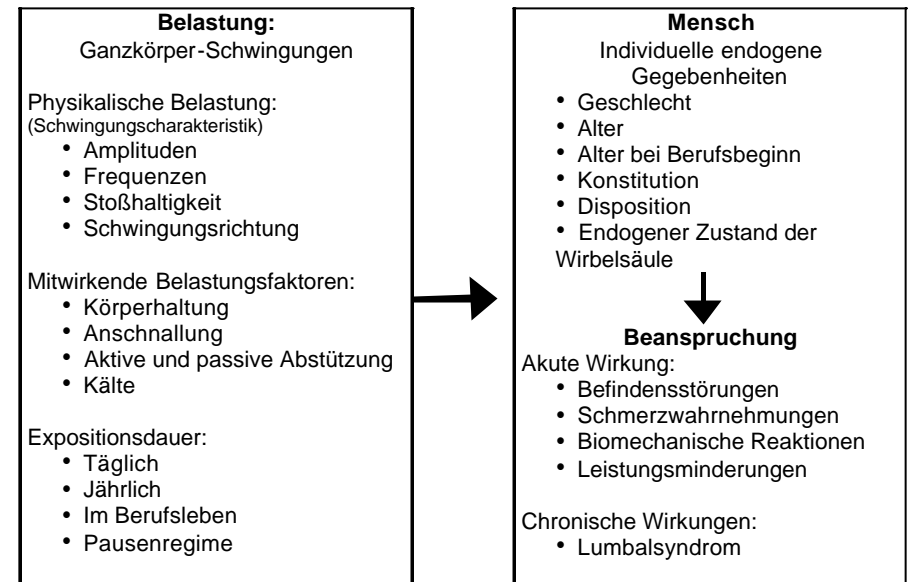 Belastung:
Ganzkörper-Schwingungen
Physikalische Belastung:
(Schwingungscharakteristik)
• Amplituden
• Frequenzen
• Stoßhaltigkeit
• Schwingungsrichtung
Mitwirkende Belastungsfaktoren:
• Körperhaltung
• Anschnallung
• Aktive und passive Abstützung
• Kälte
Expositionsdauer:
• Täglich
• Jährlich
• Im Berufsleben
• Pausenregime
Mensch
Individuelle endogene
Gegebenheiten
• Geschlecht
• Alter
• Alter bei Berufsbeginn
• Konstitution
• Disposition
• Endogener Zustand der
Wirbelsäule
Beanspruchung
Akute Wirkung:
• Befindensstörungen
• Schmerzwahrnehmungen
• Biomechanische Reaktionen
• Leistungsminderungen
Chronische Wirkungen:
• Lumbalsyndrom